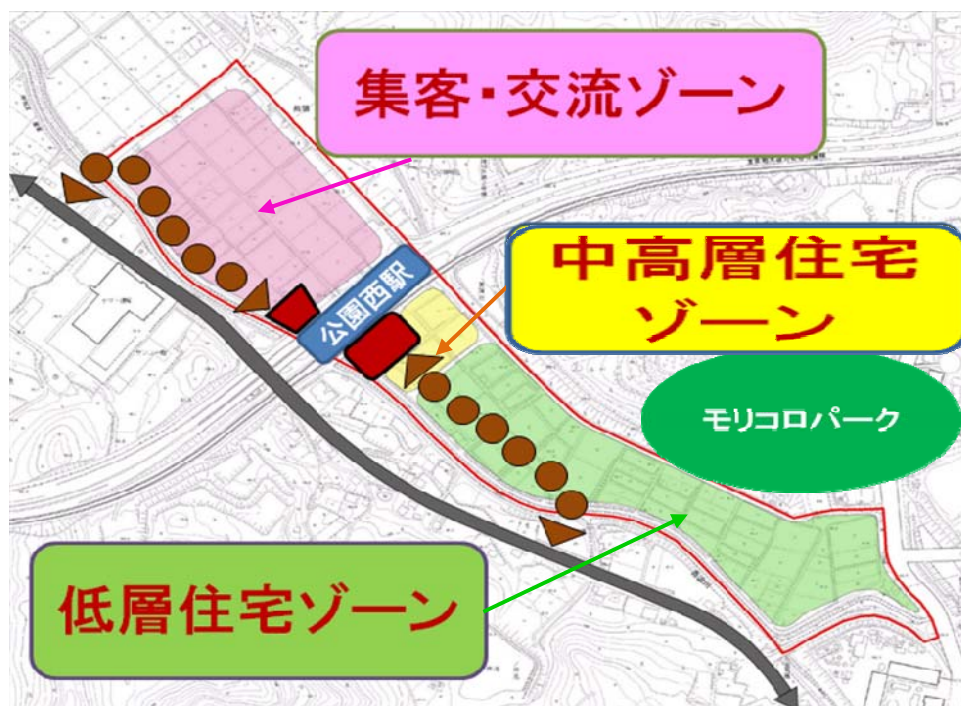 集客・交流ゾーン
公園西駅
中高層住宅
ゾーン
モリコロパーク
低層住宅ゾーン